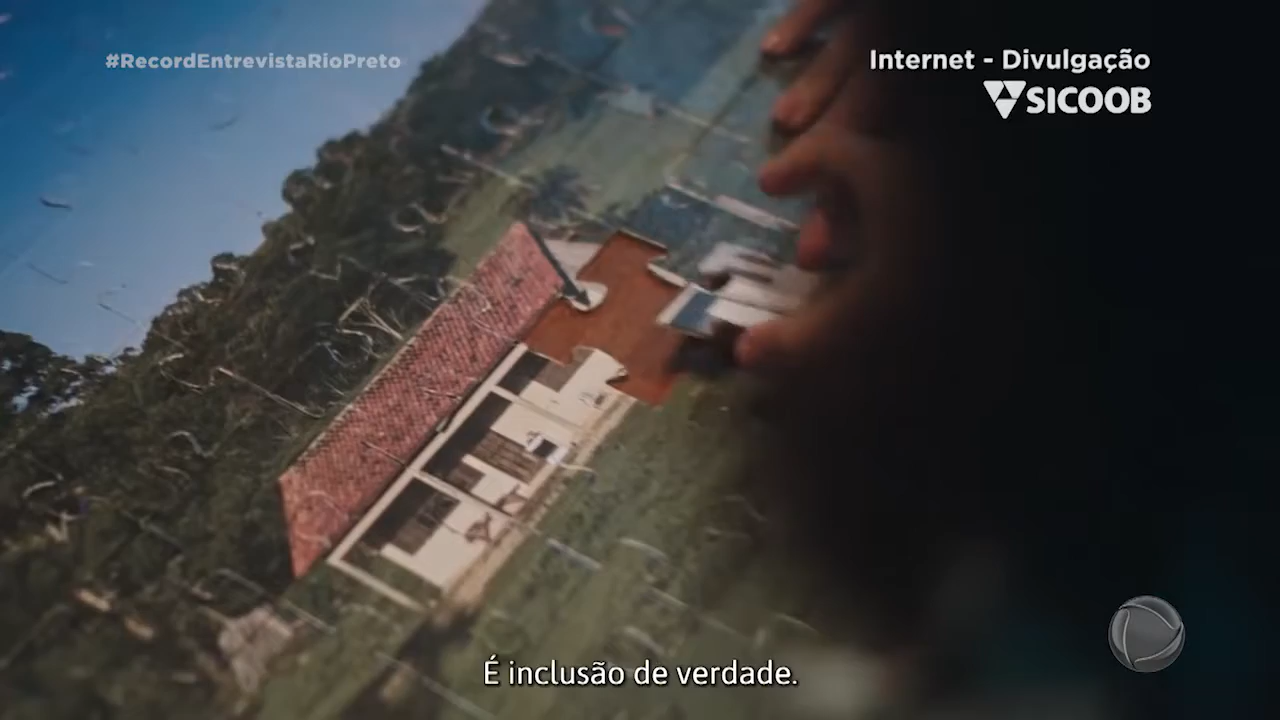 #RecordEntrevistaRioPreto
Internet - Divulgação
SICOOB
É inclusão de verdade.